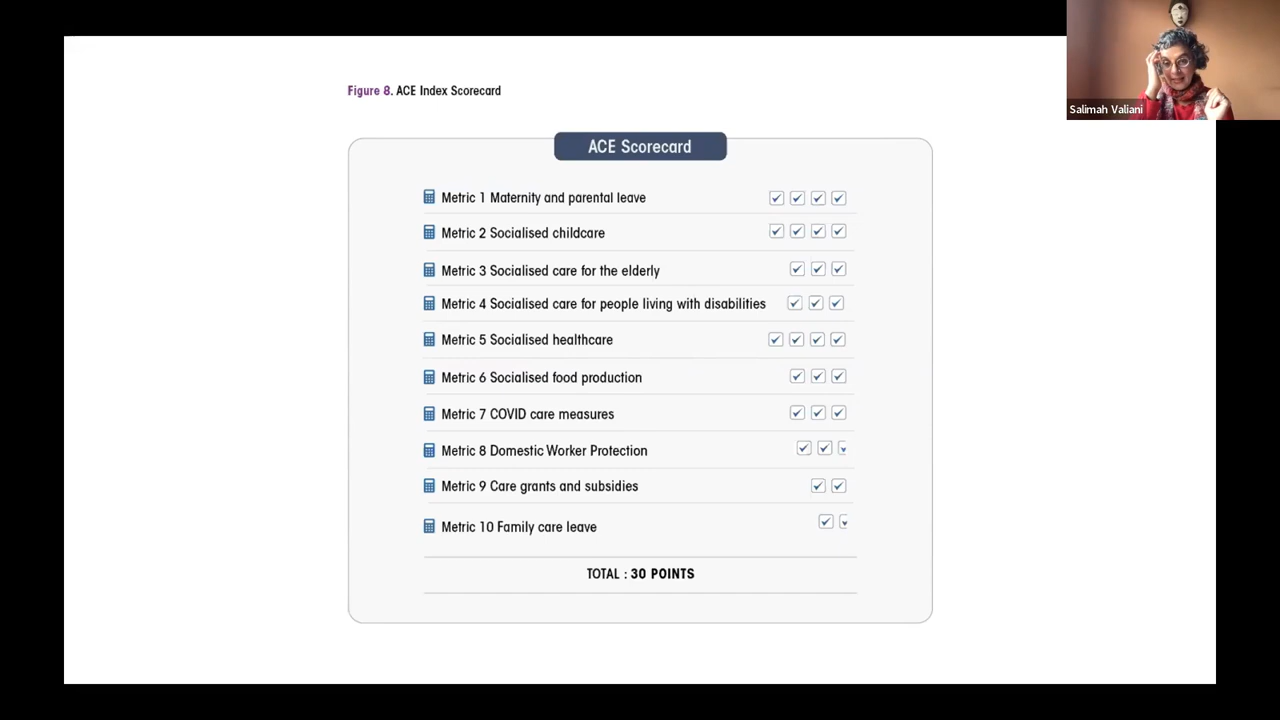 Salimah Valiani
Figure 8. ACE Index Scorecard
ACE Scorecard
Metric 1 Maternity and parental leave
Metric 2 Socialised childcare
Metric 3 Socialised care for the elderly
Metric 4 Socialised care for people living with disabilities
Metric 5 Socialised healthcare
Metric 6 Socialised food production
Metric 7 COVID care measures
Metric 8 Domestic Worker Protection
Metric 9 Care grants and subsidies
Metric 10 Family care leave
TOTAL : 30 POINTS